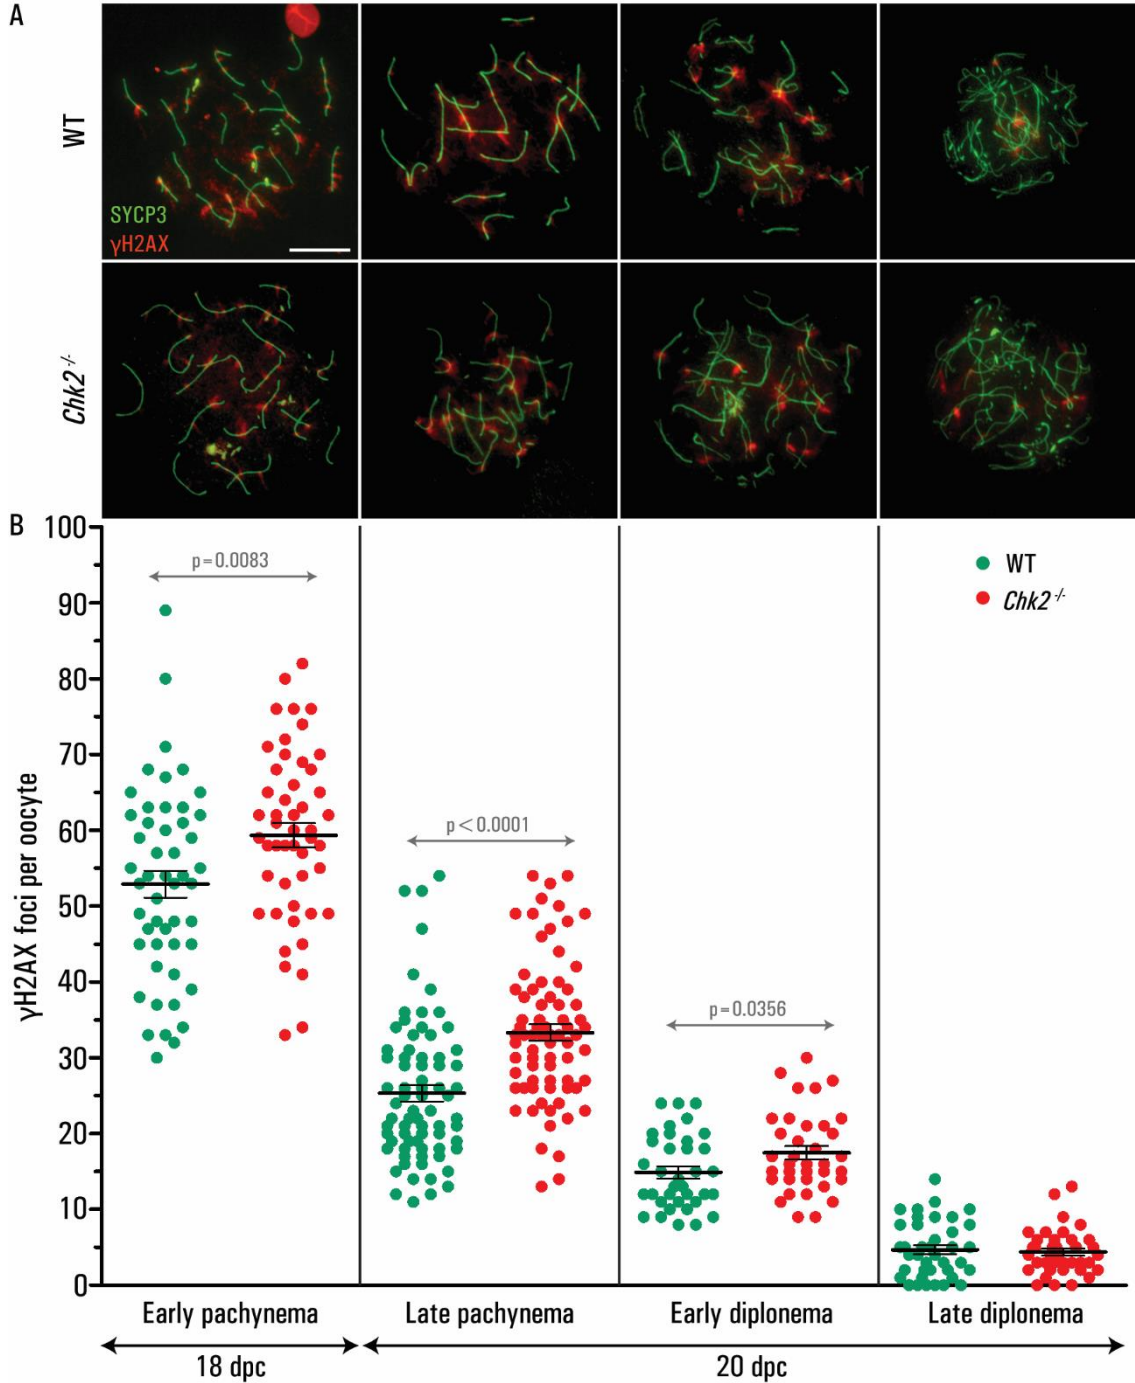 A
WT
SYCP3
γH2AX
Chk2 -/-
B
γH2AX foci per oocyte
100
90
80
70
60
50
40
30
20
10
0
p=0.0083
p<0.0001
p=0.0356
WT
Chk2 -/-
Early pachynema
Late pachynema
Early diplonema
Late diplonema
18 dpc
20 dpc